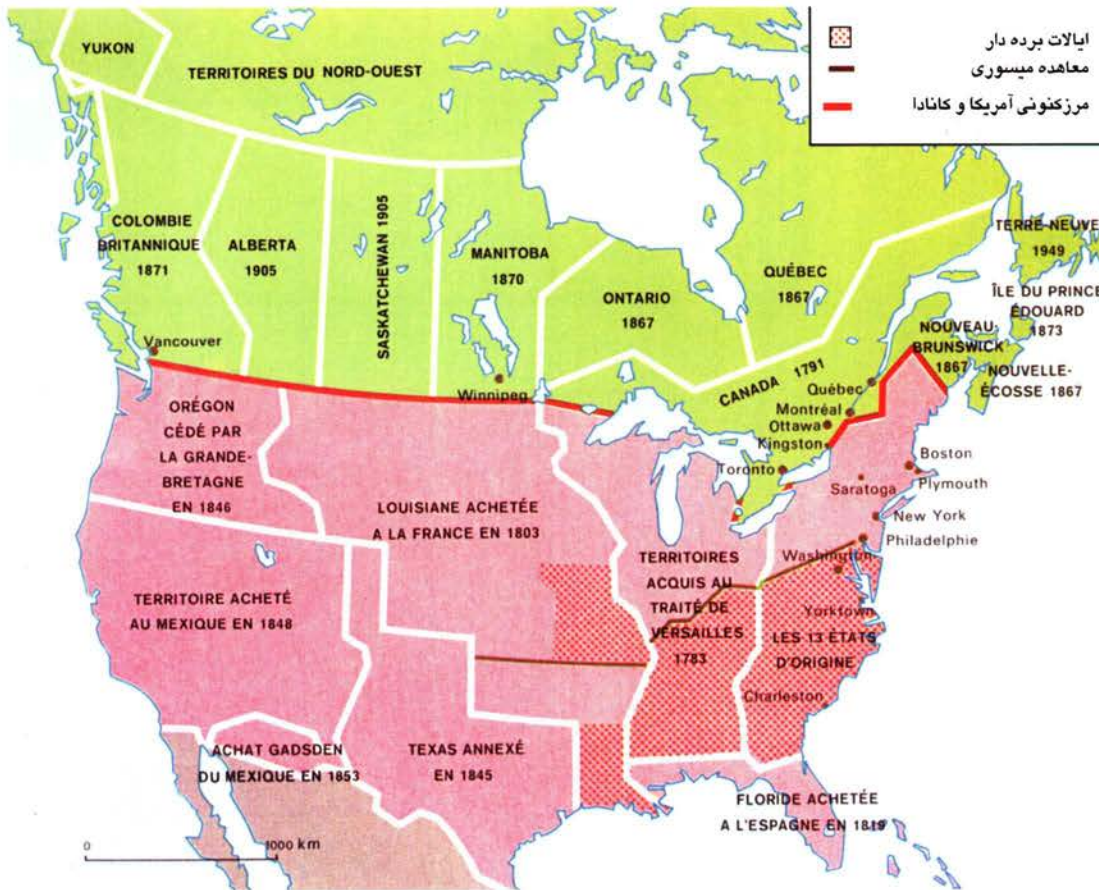 ایالات برده دار
معاهده میسوری
مرزکنونی آمریکا و کانادا
YUKON
TERRITOIRES DU NORD-OUEST
COLOMBIE
BRITANNIQUE
1871
ALBERTA
1905
SASKATCHEWAN 1905
MANITOBA
1870
ONTARIO
1867
QUÉBEC
1867
TERRE-NEUVE
1949
ÎLE DU PRINCE
ÉDOUARD
1873
NOUVEAU-
BRUNSWICK
1867
NOUVELLE-
ÉCOSSE 1867
CANADA 1791
Vancouver
Winnipeg
Québec
Montréal
Ottawa
Kingston
Toronto
Boston
Plymouth
Saratoga
New York
Philadelphie
Washington
Yorktown
Charleston
ORÉGON
CÉDÉ PAR
LA GRANDE-
BRETAGNE
EN 1846
LOUISIANE ACHETÉE
A LA FRANCE EN 1803
TERRITOIRES
ACQUIS AU
TRAITÉ DE
VERSAILLES
1783
LES 13 ÉTATS
D'ORIGINE
TERRITOIRE ACHETÉ
AU MEXIQUE EN 1848
ACHAT GADSDEN
DU MEXIQUE EN 1853
TEXAS ANNEXÉ
EN 1845
FLORIDE ACHETÉE
A L'ESPAGNE EN 1819
0 1000 km